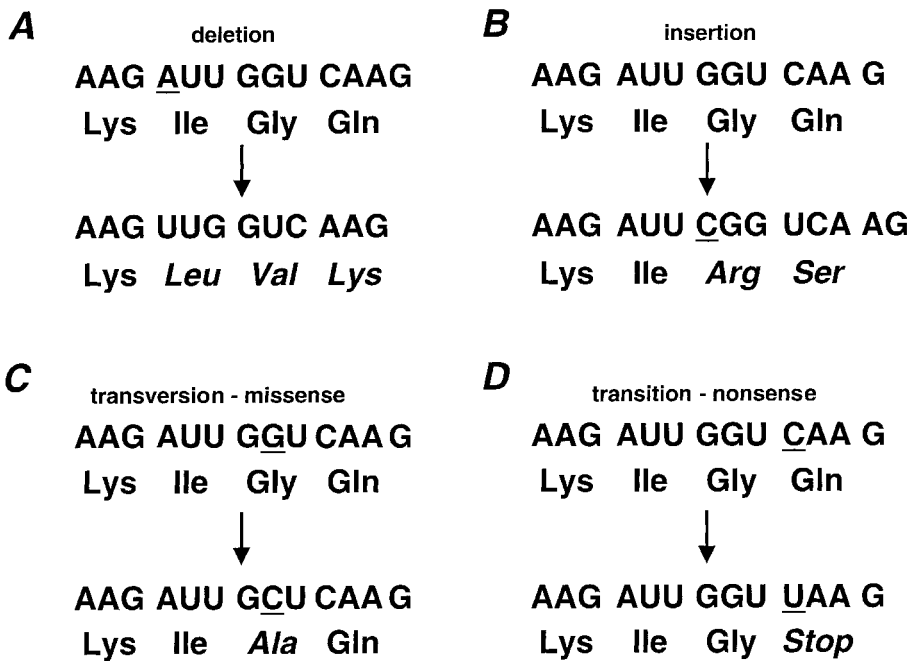 A
deletion
AAG AUU GGU CAAG
Lys Ile Gly Gln
AAG UUG GUC AAG
Lys Leu Val Lys
B
insertion
AAG AUU GGU CAA G
Lys Ile Gly Gln
AAG AUU CGG UCA AG
Lys Ile Arg Ser
C
transversion - missense
AAG AUU GGU CAA G
Lys Ile Gly Gln
AAG AUU GCU CAA G
Lys Ile Ala Gln
D
transition - nonsense
AAG AUU GGU CAA G
Lys Ile Gly Gln
AAG AUU GGU UAA G
Lys Ile Gly Stop